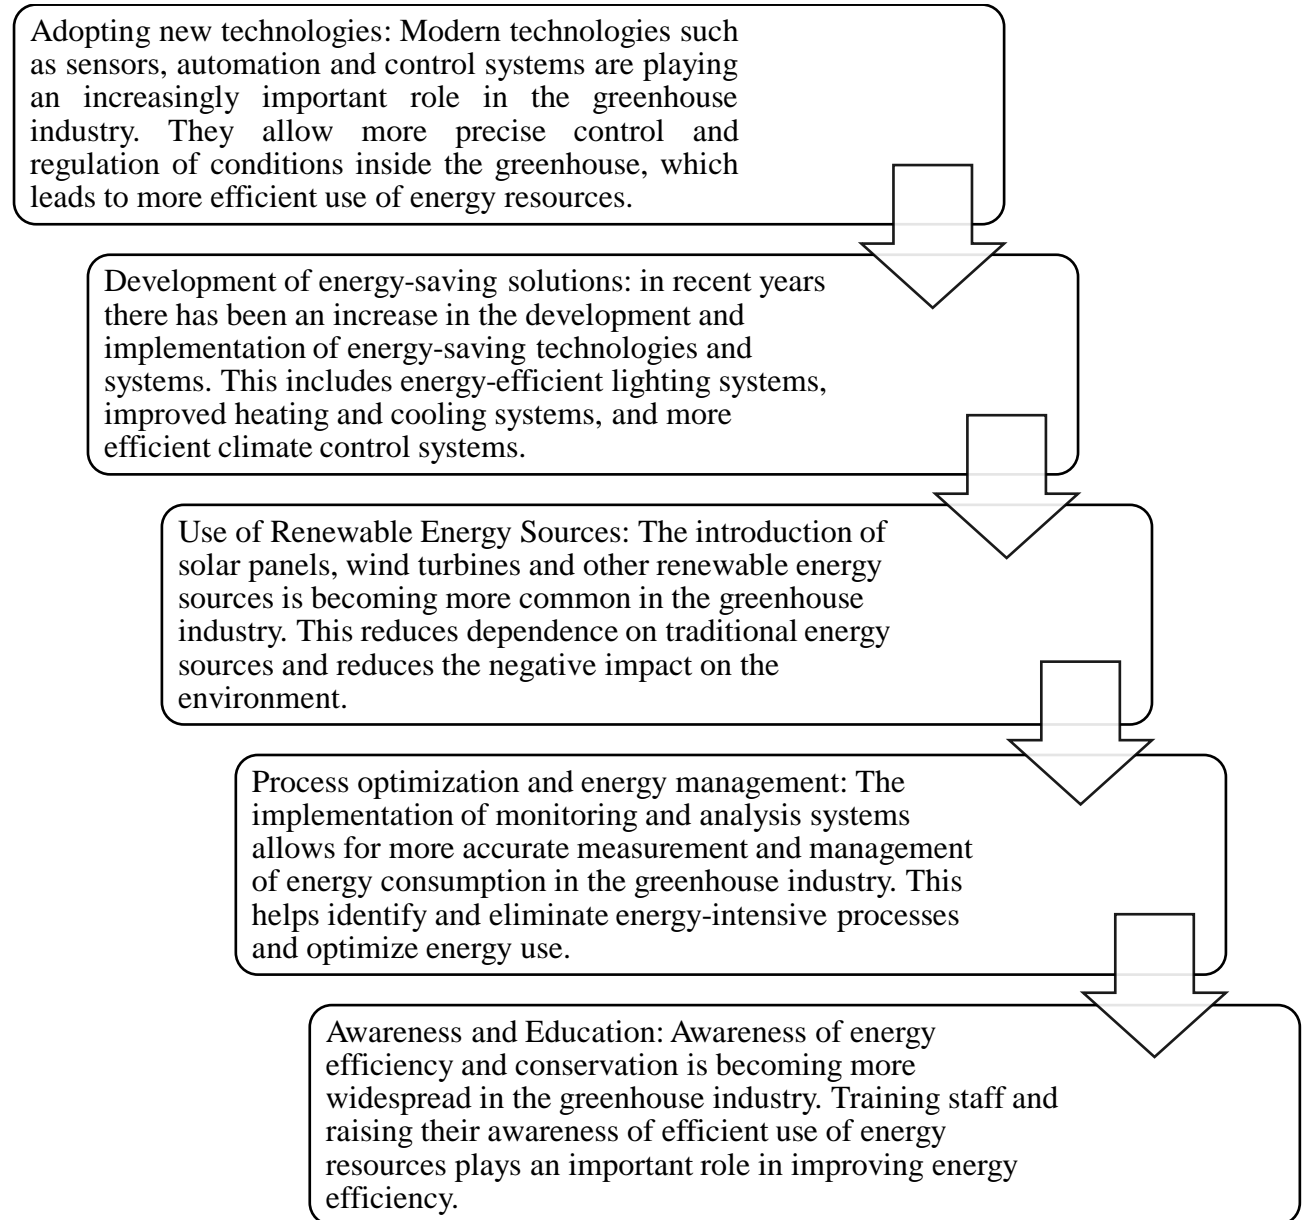 Adopting new technologies: Modern technologies such
as sensors, automation and control systems are playing
an increasingly important role in the greenhouse
industry. They allow more precise control and
regulation of conditions inside the greenhouse, which
leads to more efficient use of energy resources.
Development of energy-saving solutions: in recent years
there has been an increase in the development and
implementation of energy-saving technologies and
systems. This includes energy-efficient lighting systems,
improved heating and cooling systems, and more
efficient climate control systems.
Use of Renewable Energy Sources: The introduction of
solar panels, wind turbines and other renewable energy
sources is becoming more common in the greenhouse
industry. This reduces dependence on traditional energy
sources and reduces the negative impact on the
environment.
Process optimization and energy management: The
implementation of monitoring and analysis systems
allows for more accurate measurement and management
of energy consumption in the greenhouse industry. This
helps identify and eliminate energy-intensive processes
and optimize energy use.
Awareness and Education: Awareness of energy
efficiency and conservation is becoming more
widespread in the greenhouse industry. Training staff and
raising their awareness of efficient use of energy
resources plays an important role in improving energy
efficiency.